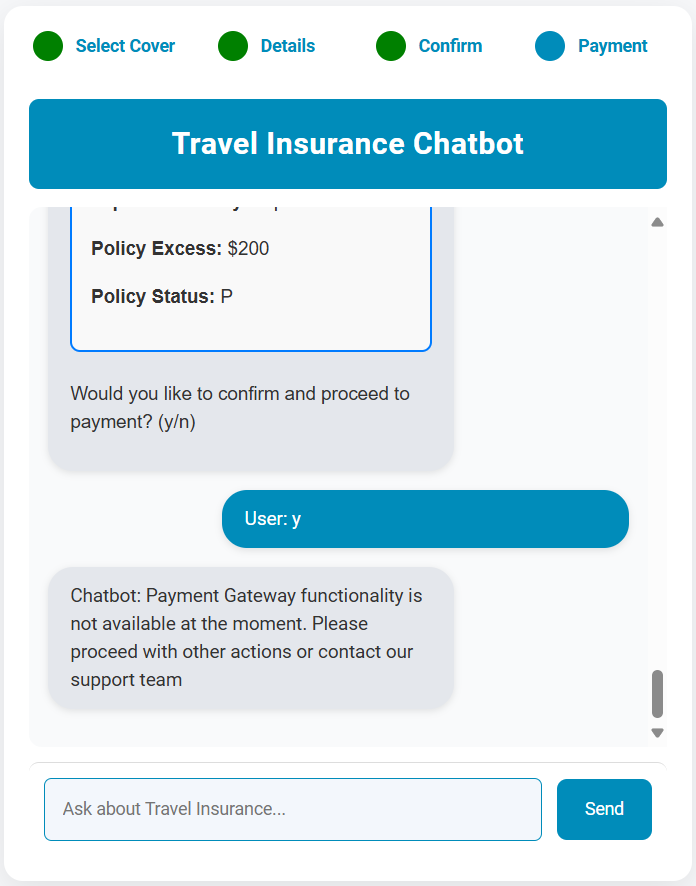 Select Cover Details Confirm Payment
Travel Insurance Chatbot
Policy Excess: $200
Policy Status: P
Would you like to confirm and proceed to
payment? (y/n)
User: y
Chatbot: Payment Gateway functionality is
not available at the moment. Please
proceed with other actions or contact our
support team
Ask about Travel Insurance...
Send